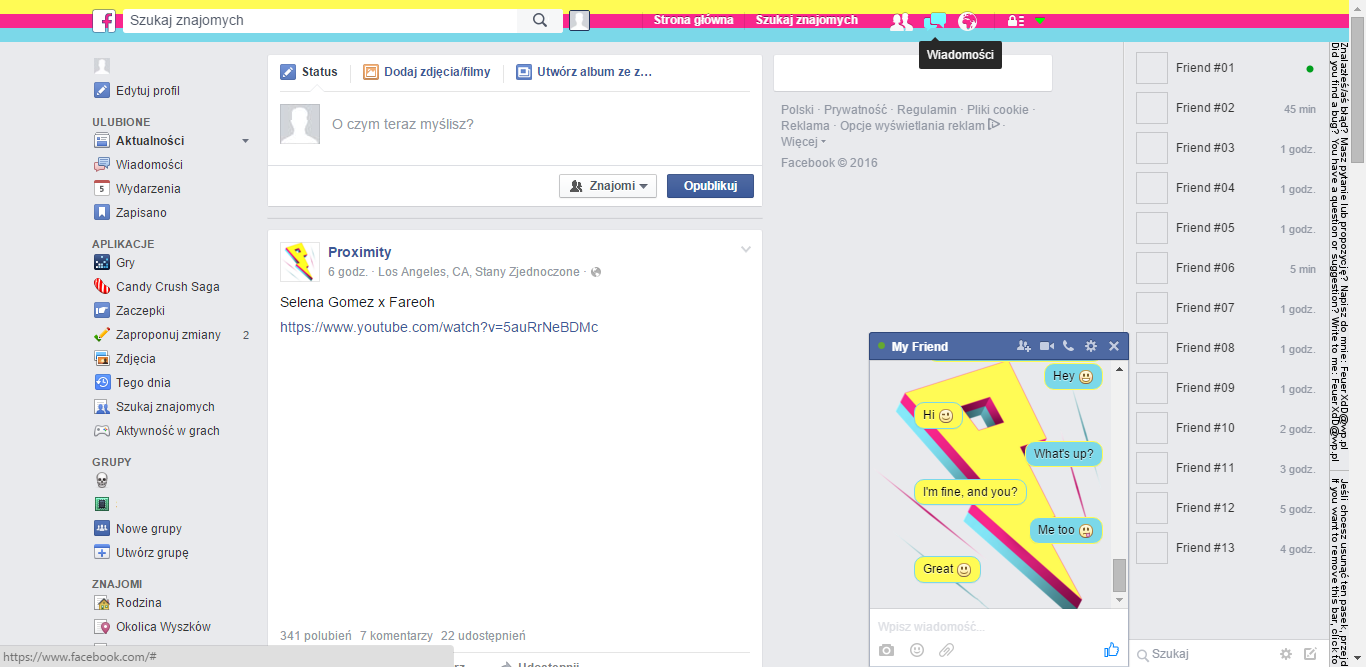 Szukaj znajomych
Strona główna
Szukaj znajomych
Wiadomości
Edytuj profil
ULUBIONE
Aktualności
Wiadomości
5
Wydarzenia
Zapisano
APLIKACJE
Gry
Candy Crush Saga
Zaczepki
Zaproponuj zmiany 2
Zdjęcia
Tego dnia
Szukaj znajomych
Aktywność w grach
GRUPY
Nowe grupy
Utwórz grupę
ZNAJOMI
Rodzina
Okolica Wyszków
https://www.facebook.com/#
Status
Dodaj zdjęcia/filmy
Utwórz album ze z...
O czym teraz myślisz?
Znajomi
Opublikuj
Proximity
6 godz. · Los Angeles, CA, Stany Zjednoczone ·
Selena Gomez x Fareoh
https://www.youtube.com/watch?v=5auRrNeBDMc
341 polubień 7 komentarzy 22 udostępnień
Udostępnij
Polski · Prywatność · Regulamin · Pliki cookie ·
Reklama · Opcje wyświetlania reklam ·
Więcej
Facebook © 2016
My Friend
Hey
Hi
What's up?
I'm fine, and you?
Me too
Great
Wpisz wiadomość...
Friend #01
Friend #02 45 min
Friend #03 1 godz.
Friend #04 1 godz.
Friend #05 1 godz.
Friend #06 5 min
Friend #07 1 godz.
Friend #08 1 godz.
Friend #09 1 godz.
Friend #10 2 godz.
Friend #11 3 godz.
Friend #12 5 godz.
Friend #13 4 godz.
Szukaj
Znalazłeś/aś błąd? Masz pytanie lub propozycję? Napisz do mnie: FeuerXdD@wp.pl
Did you find a bug? You have a question or suggestion? Write to me: FeuerXdD@wp.pl
Jeśli chcesz usunąć ten pasek, przejd
If you want to remove this bar, click to